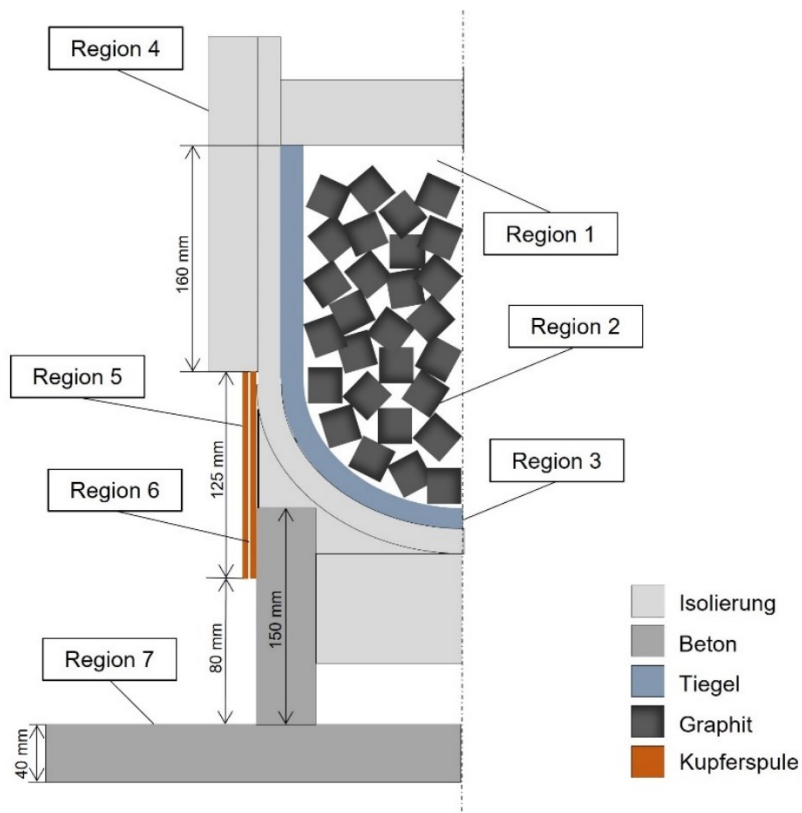 Region 4
Region 1
160 mm
Region 2
Region 5
Region 3
125 mm
Region 6
150 mm
80 mm
Region 7
40 mm
Isolierung
Beton
Tiegel
Graphit
Kupferspule